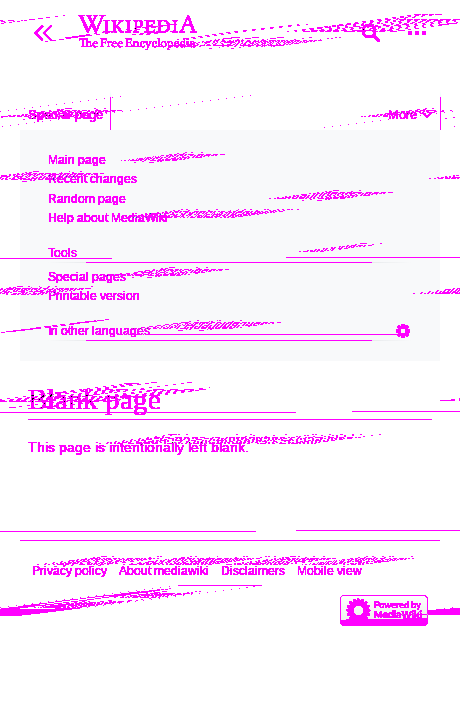 WIKIPEDIA
The Free Encyclopedia
Special page More
Main page
Recent changes
Random page
Help about MediaWiki
Tools
Special pages
Printable version
In other languages
Blank page
This page is intentionally left blank.
Privacy policy About mediawiki Disclaimers Mobile view
Powered by
MediaWiki